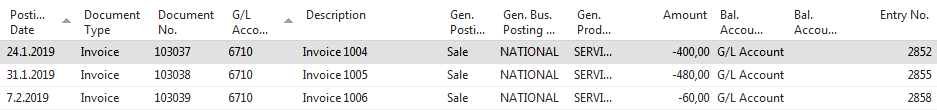 Posti... Document Document G/L Description Gen. Gen. Bus. Gen. Amount Bal. Bal. Entry No.
Date Type No. Acco... Posti... Posting ... Prod... Accou... Accou...
24.1.2019 Invoice 103037 6710 Invoice 1004 Sale NATIONAL SERVI... -400,00 G/L Account 2852
31.1.2019 Invoice 103038 6710 Invoice 1005 Sale NATIONAL SERVI... -480,00 G/L Account 2855
7.2.2019 Invoice 103039 6710 Invoice 1006 Sale NATIONAL SERVI... -60,00 G/L Account 2858